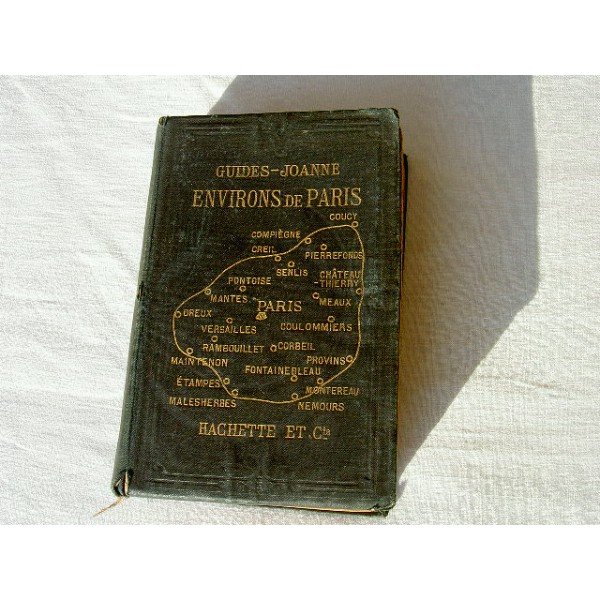 GUIDES-JOANNE
ENVIRONS DE PARIS
COUCY
COMPIÈGNE
CREIL
PIERREFONDS
SENLIS
CHÂTEAU
-THIERRY
PONTOISE
MANTES
MEAUX
PARIS
DREUX
VERSAILLES
COULOMMIERS
RAMBOUILLET
CORBEIL
MAINTENON
PROVINS
FONTAINEBLEAU
ÉTAMPES
MONTEREAU
MALESHERBES
NEMOURS
HACHETTE ET Cie